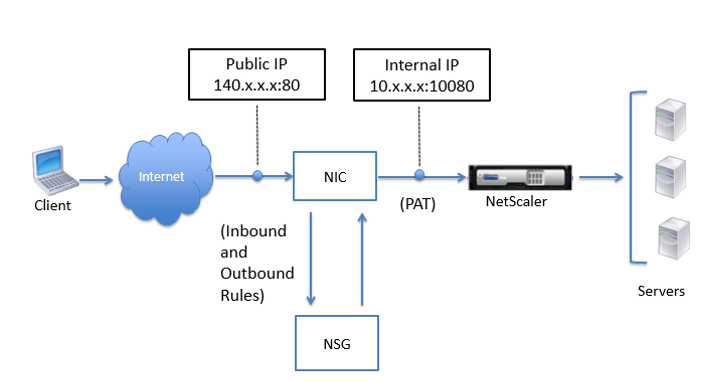 Public IP
140.x.x.x:80
Internal IP
10.x.x.x:10080
Internet
NIC
Client
(PAT)
NetScaler
(Inbound
and
Outbound
Rules)
Servers
NSG